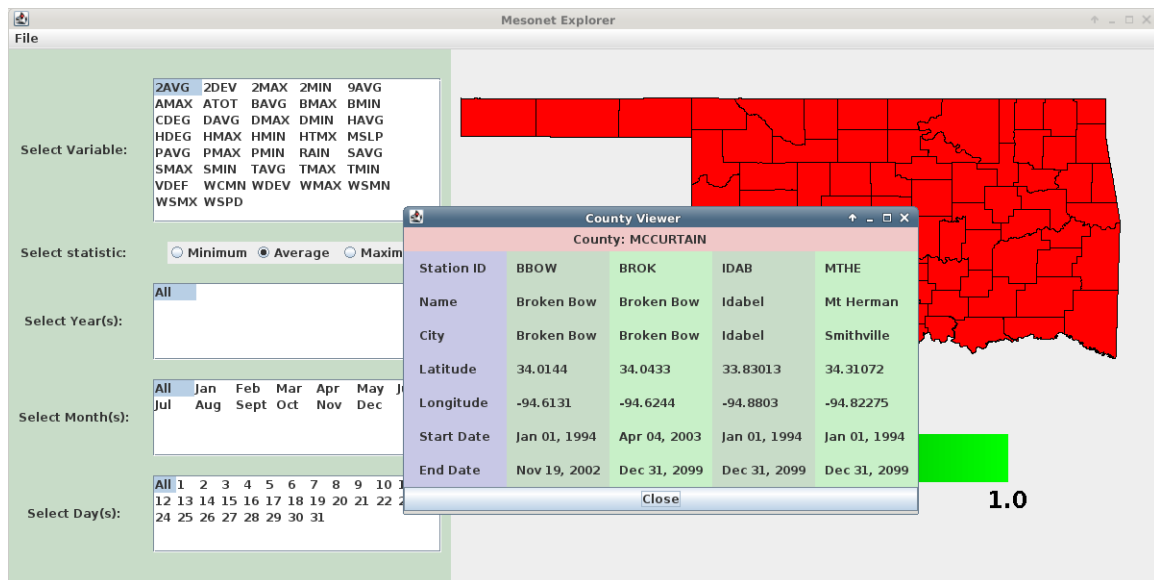 Mesonet Explorer
File
Select Variable:
2AVG 2DEV 2MAX 2MIN 9AVG
AMAX ATOT BAVG BMAX BMIN
CDEG DAVG DMAX DMIN HAVG
HDEG HMAX HMIN HTMX MSLP
PAVG PMAX PMIN RAIN SAVG
SMAX SMIN TAVG TMAX TMIN
VDEF WCMN WDEV WMAX WSMN
WSMX WSPD
Select statistic:
Minimum Average Maxim
Select Year(s):
All
Select Month(s):
All Jan Feb Mar Apr May
Jul Aug Sept Oct Nov Dec
Select Day(s):
All 1 2 3 4 5 6 7 8 9 10
12 13 14 15 16 17 18 19 20 21 22
24 25 26 27 28 29 30 31
County Viewer
County: MCCURTAIN
Station ID BBOW BROK IDAB MTHE
Name Broken Bow Broken Bow Idabel Mt Herman
City Broken Bow Broken Bow Idabel Smithville
Latitude 34.0144 34.0433 33.83013 34.31072
Longitude -94.6131 -94.6244 -94.8803 -94.82275
Start Date Jan 01, 1994 Apr 04, 2003 Jan 01, 1994 Jan 01, 1994
End Date Nov 19, 2002 Dec 31, 2099 Dec 31, 2099 Dec 31, 2099
Close
1.0